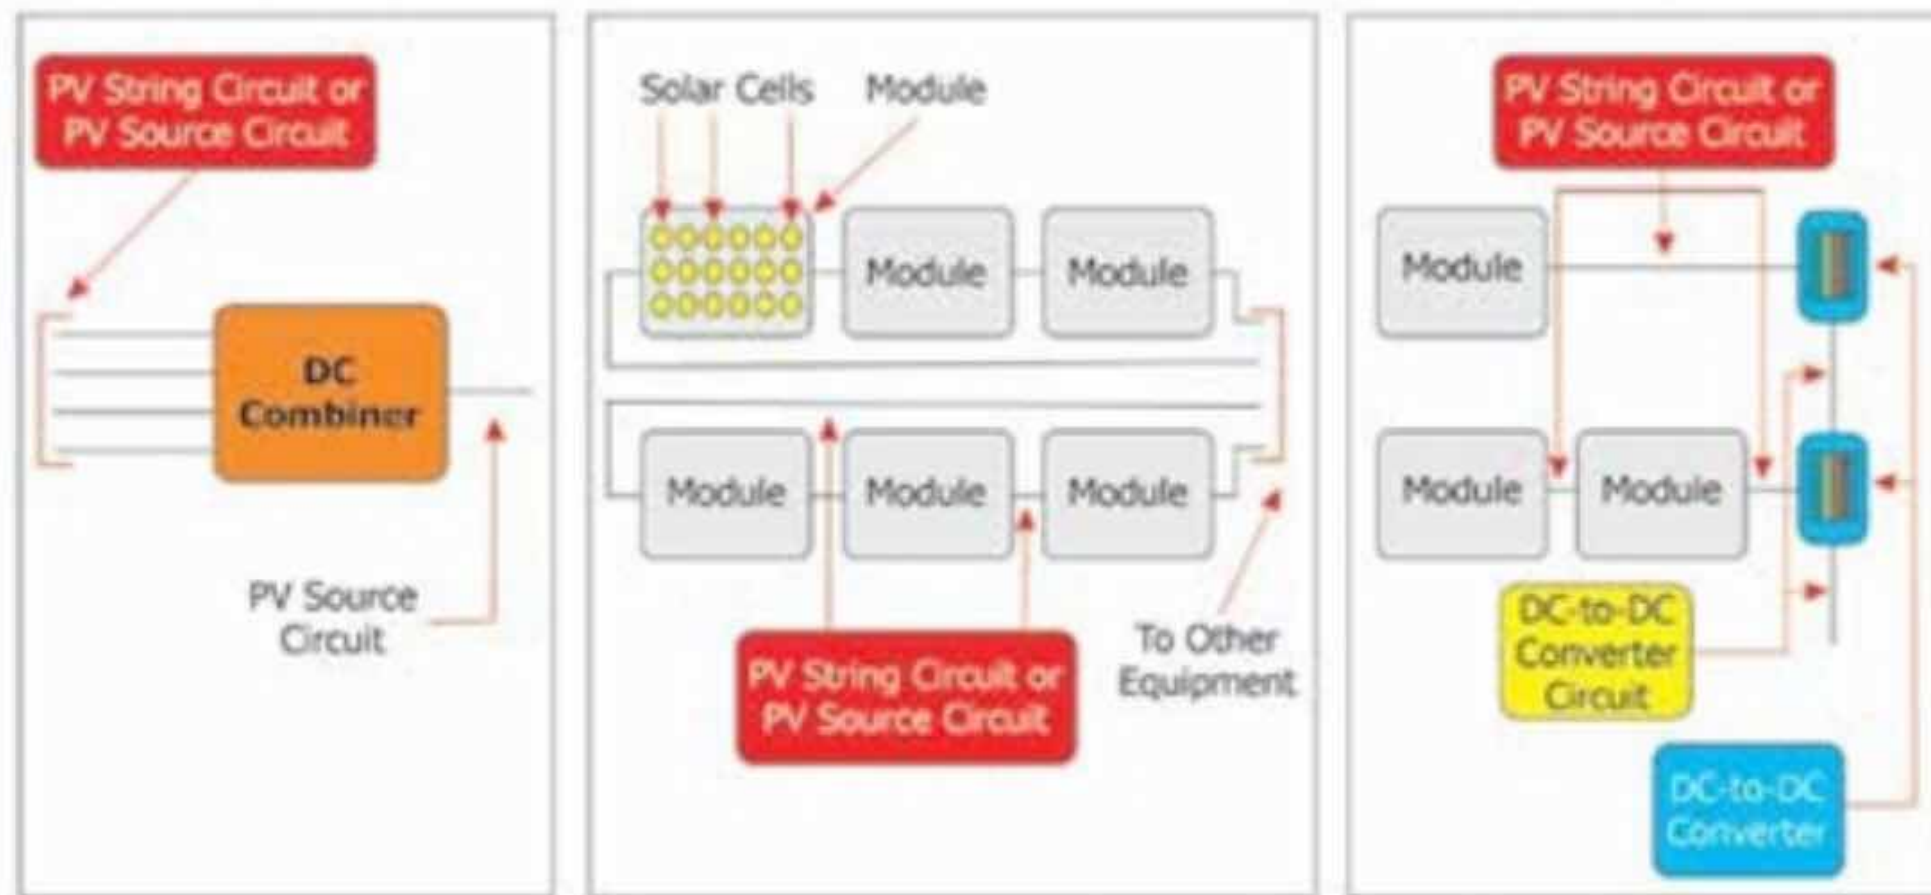 PV String Circuit or
PV Source Circuit
DC
Combiner
PV Source
Circuit
Solar Cells
Module
Module
Module
Module
Module
Module
PV String Circuit or
PV Source Circuit
To Other
Equipment
PV String Circuit or
PV Source Circuit
Module
Module
Module
DC-to-DC
Converter
Circuit
DC-to-DC
Converter